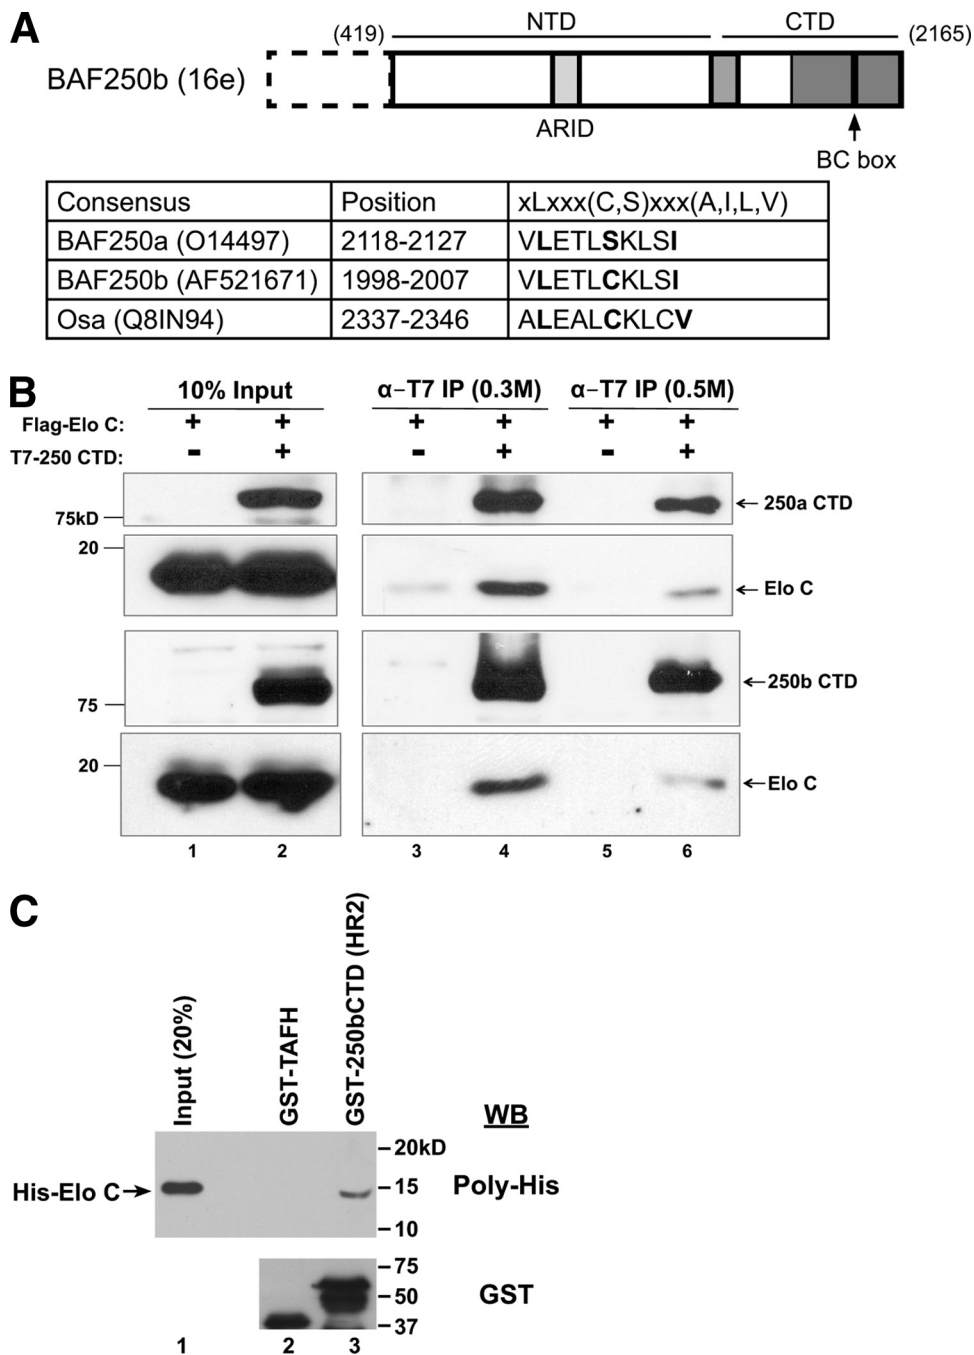 A
(419) NTD CTD (2165)
BAF250b (16e)
ARID
BC box
Consensus Position xLxxx(C,S)xxx(A,I,L,V)
BAF250a (O14497) 2118-2127 VLETLSKLSI
BAF250b (AF521671) 1998-2007 VLETLCKLSI
Osa (Q8IN94) 2337-2346 ALEALCKLCV
B
10% Input α-T7 IP (0.3M) α-T7 IP (0.5M)
Flag-Elo C: + + + + + +
T7-250 CTD: - + - + - +
75kD 250a CTD
20 Elo C
75 250b CTD
20 Elo C
1 2 3 4 5 6
C
Input (20%)
GST-TAFH
GST-250bCTD (HR2)
WB
20kD
His-Elo C 15 Poly-His
10
75
50 GST
37
1 2 3